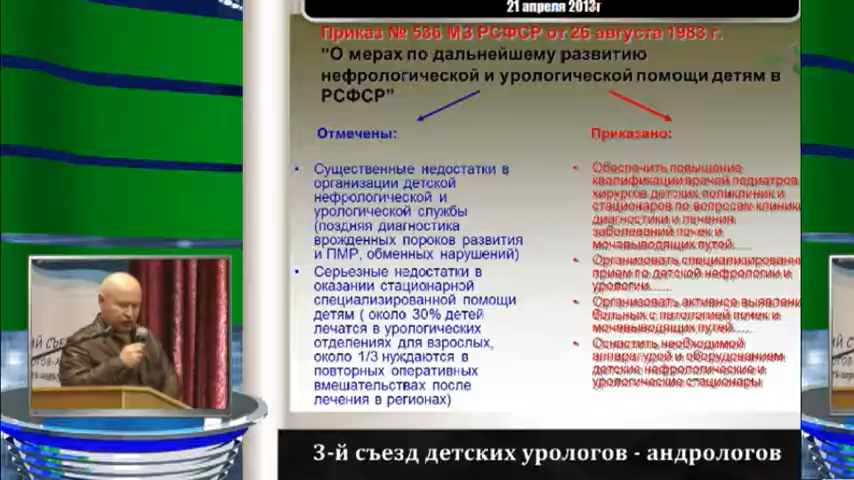 21 апреля 2013г
Приказ № 536 МЗ РСФСР от 26 августа 1983 г.
"О мерах по дальнейшему развитию
нефрологической и урологической помощи детям в
РСФСР"
Отмечены:
• Существенные недостатки в
организации детской
нефрологической и
урологической службы
(поздняя диагностика
врожденных пороков развития
и ПМР, обменных нарушений)
• Серьезные недостатки в
оказании стационарной
специализированной помощи
детям ( около 30% детей
лечатся в урологических
отделениях для взрослых,
около 1/3 нуждаются в
повторных оперативных
вмешательствах после
лечения в регионах)
Приказано:
• Обеспечить повышение
квалификации врачей педиатров
хирургов детских поликлиник и
стационаров по вопросам клиники
диагностики и лечения
заболеваний почек и
мочевыводящих путей.....
• Организовать специализированн
прием по детской нефрологии и
урологии......
• Организовать активное выявлени
больных с патологией почек и
мочевыводящих путей.....
• Оснастить необходимой
аппаратурой и оборудованием
детские нефрологические и
урологические стационары
3-й съезд детских урологов - андрологов